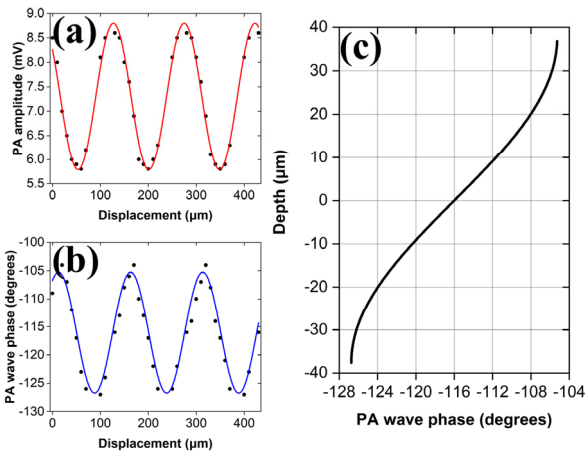 (a)
PA amplitude (mV)
8.5
8.0
7.5
7.0
6.5
6.0
5.5
0 100 200 300 400
Displacement (μm)
(b)
PA wave phase (degrees)
-100
-105
-110
-115
-120
-125
-130
0 100 200 300 400
Displacement (μm)
(c)
Depth (μm)
40
30
20
10
0
-10
-20
-30
-40
-128 -124 -120 -116 -112 -108 -104
PA wave phase (degrees)